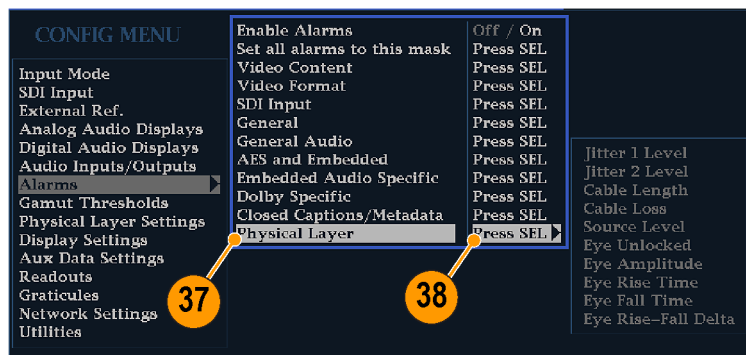 CONFIG MENU
Input Mode
SDI Input
External Ref.
Analog Audio Displays
Digital Audio Displays
Audio Inputs/Outputs
Alarms
Gamut Thresholds
Physical Layer Settings
Display Settings
Aux Data Settings
Readouts
Graticules
Network Settings
Utilities
Enable Alarms Off / On
Set all alarms to this mask Press SEL
Video Content Press SEL
Video Format Press SEL
SDI Input Press SEL
General Press SEL
General Audio Press SEL
AES and Embedded Press SEL
Embedded Audio Specific Press SEL
Dolby Specific Press SEL
Closed Captions/Metadata Press SEL
Physical Layer Press SEL
37
38
Jitter 1 Level
Jitter 2 Level
Cable Length
Cable Loss
Source Level
Eye Unlocked
Eye Amplitude
Eye Rise Time
Eye Fall Time
Eye Rise–Fall Delta